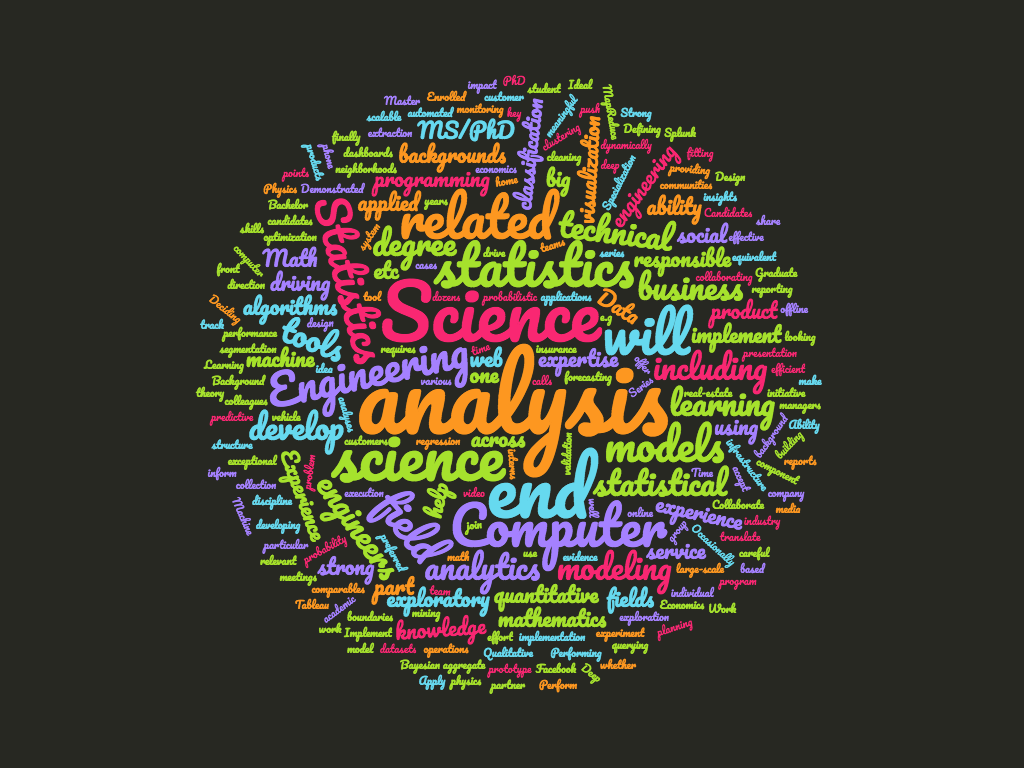 PhD
impact
student
Ideal
Master
Enrolled
customer
classification
meaningful
MapReduce
scalable
automated
monitoring
key
push
Strong
extraction
MS/PhD
clustering
visualization
Defining
Splunk
finally
dashboards
backgrounds
cleaning
dynamically
engineering
fitting
products
phone
neighborhoods
economics
big
deep
Specialization
providing
points
programming
home
communities
Design
Physics
Demonstrated
applied
years
related
ability
insights
Bachelor
Statistics
Candidates
share
candidates
skills
system
degree
drive
teams
technical
social
effective
optimization
computer
Math
etc
cases
statistics
series
responsible
equivalent
front
direction
driving
collaborating
Graduate
business
reporting
Deciding
algorithms
tool
Science
dozens
probabilistic
applications
Data
product
offline
track
design
tools
e.g
will
implement
looking
performance
segmentation
machine
idea
requires
time
insurance
presentation
Learning
Engineering
web
expertise
offer
including
efficient
Background
various
one
calls
forecasting
Series
make
theory
colleagues
analyses
analysis
real-estate
initiative
predictive
vehicle
learning
managers
structure
develop
customers
regression
across
validation
models
using
background
Ability
building
exceptional
Experience
problem
science
interns
infrastructure
component
reports
inform
collection
engineers
execution
help
video
end
statistical
Time
accept
company
Machine
discipline
field
Computer
well
online
experience
Collaborate
media
developing
join
group
industry
translate
particular
probability
preferred
math
use
evidence
service
Occasionally
careful
relevant
strong
analytics
modeling
large-scale
based
meetings
comparables
part
team
quantitative
fields
individual
program
Tableau
academic
exploratory
mining
mathematics
exploration
Economics
Work
boundaries
work
Implement
knowledge
effort
implementation
experiment
planning
model
datasets
operations
Qualitative
Performing
querying
Bayesian
aggregate
prototype
Facebook
Deep
whether
Apply
physics
partner
Perform